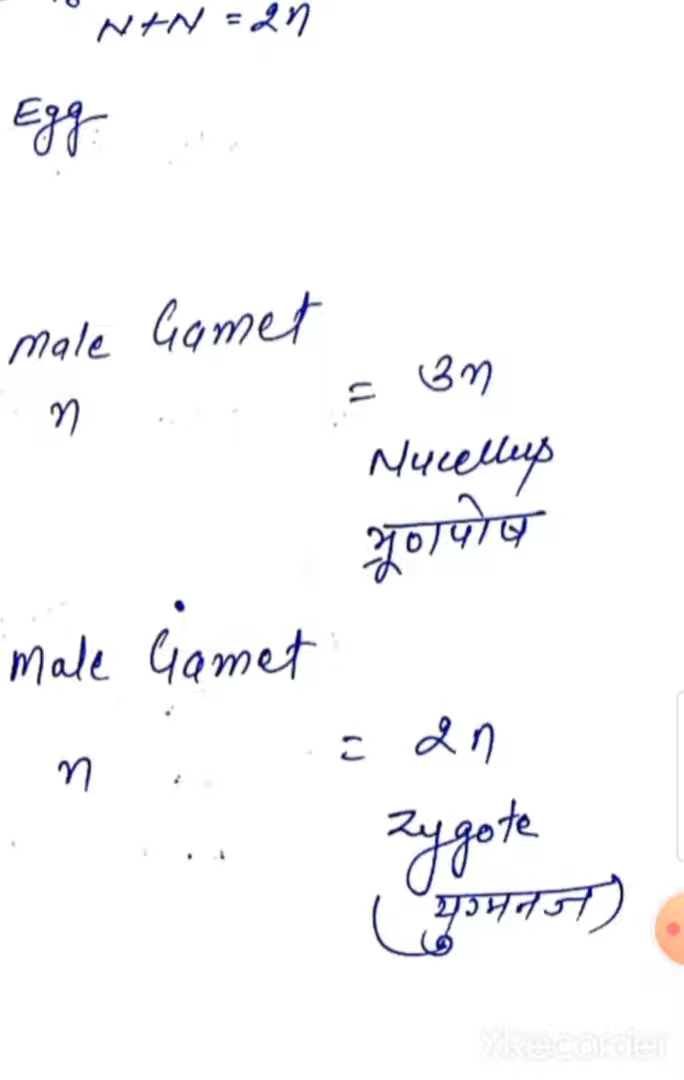 N+N = 2n
Egg
Male Gamet
n
= 3n
Nucellus
भ्रूणपोष
Male Gamet
n
= 2n
Zygote
(युग्मनज)
XRecorder